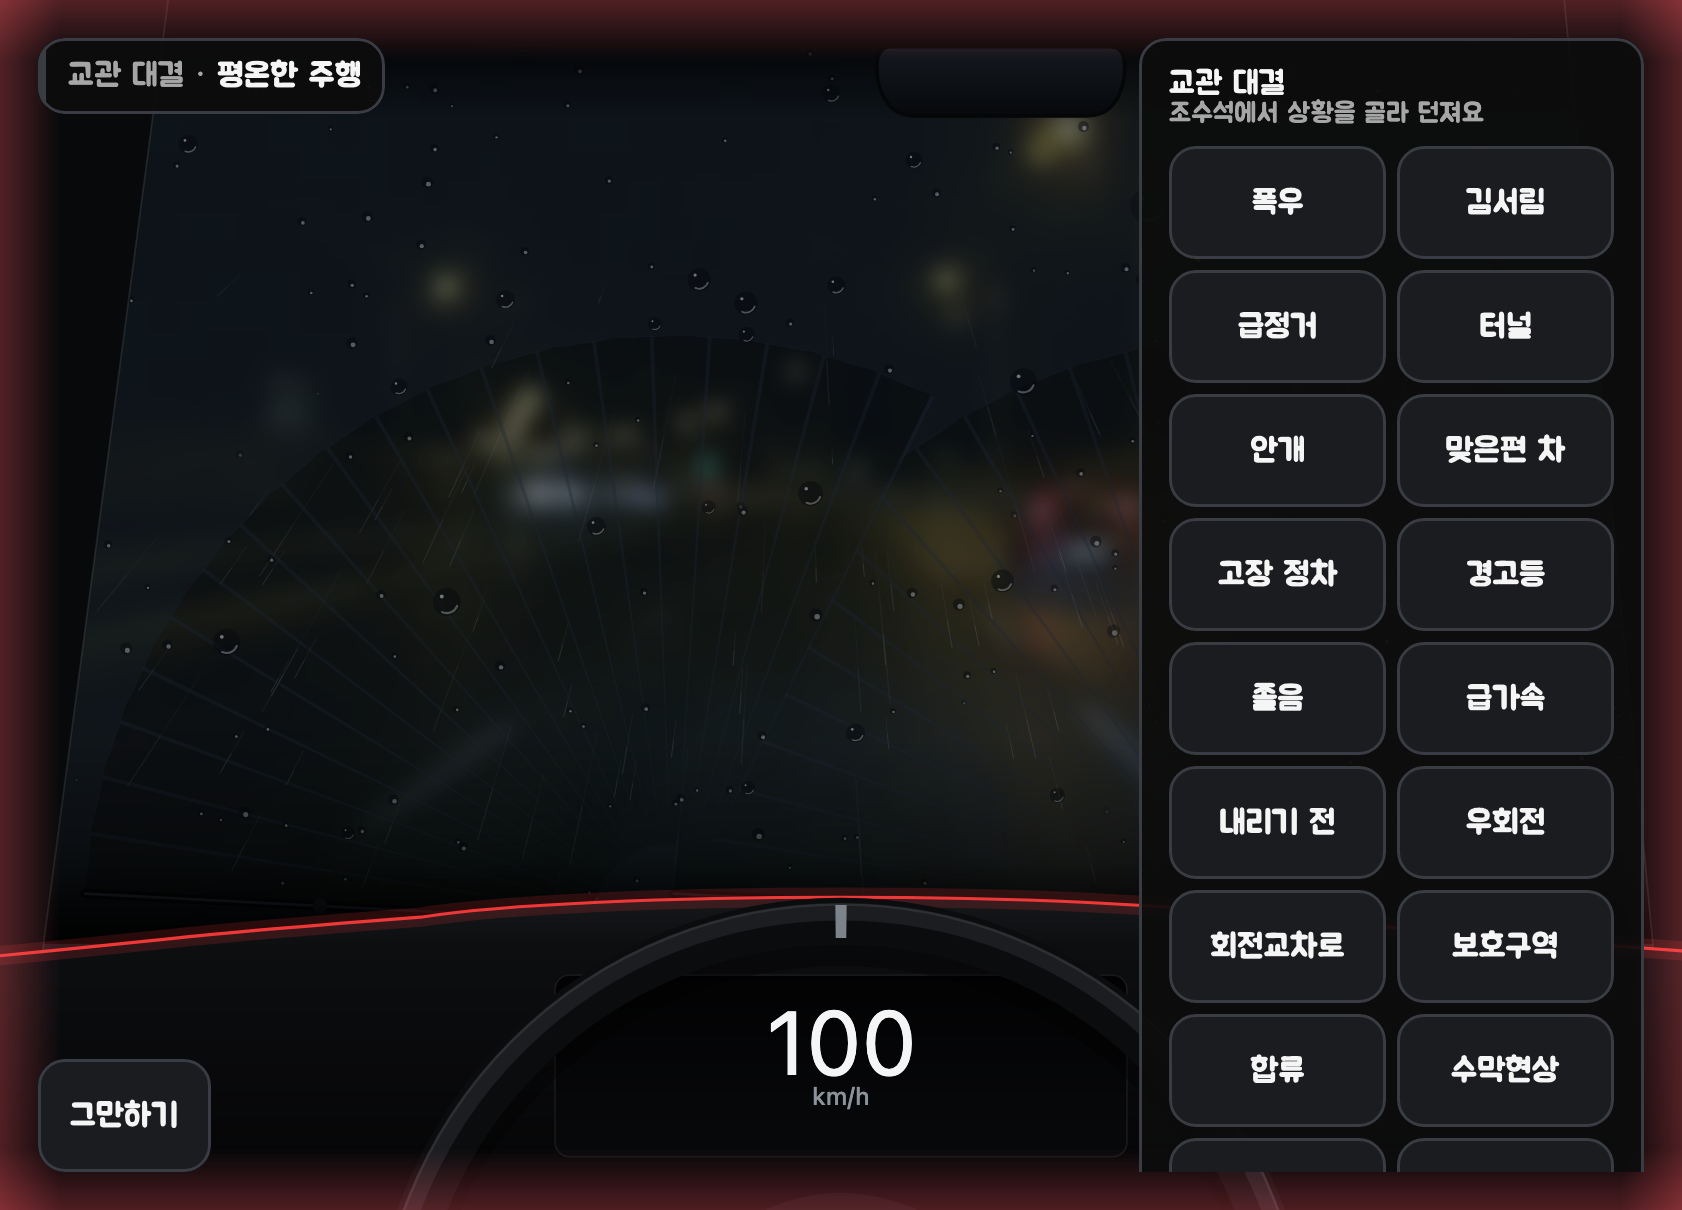 교관 대결 · 평온한 주행
교관 대결
조수석에서 상황을 골라 던져요
폭우
김서림
급정거
터널
안개
맞은편 차
고장 정차
경고등
졸음
급가속
내리기 전
우회전
회전교차로
보호구역
합류
수막현상
100
km/h
그만하기